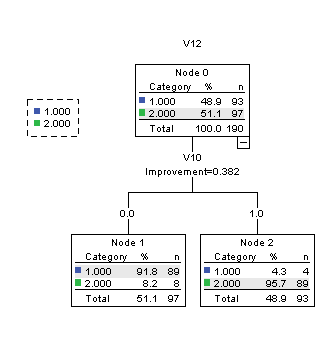 V12
Node 0
Category % n
1.000 48.9 93
2.000 51.1 97
Total 100.0 190
1.000
2.000
V10
Improvement=0.382
0.0 1.0
Node 1
Category % n
1.000 91.8 89
2.000 8.2 8
Total 51.1 97
Node 2
Category % n
1.000 4.3 4
2.000 95.7 89
Total 48.9 93